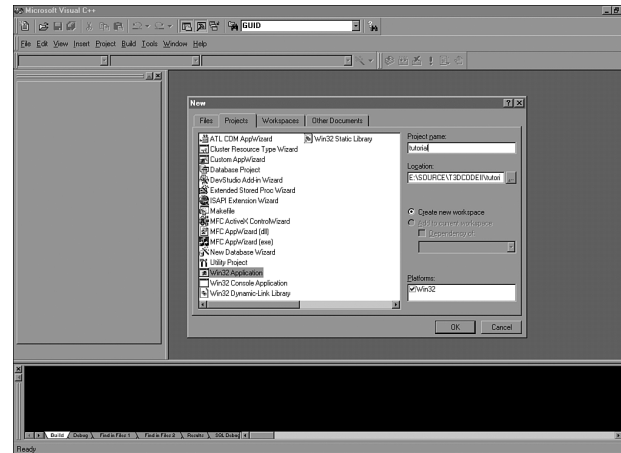 Microsoft Visual C++
GUID
File Edit View Insert Project Build Tools Window Help
New
Files Projects Workspaces Other Documents
ATL COM AppWizard
Cluster Resource Type Wizard
Custom AppWizard
Database Project
DevStudio Add-in Wizard
Extended Stored Proc Wizard
ISAPI Extension Wizard
Makefile
MFC ActiveX ControlWizard
MFC AppWizard (dll)
MFC AppWizard (exe)
New Database Wizard
Utility Project
Win32 Application
Win32 Console Application
Win32 Dynamic-Link Library
Win32 Static Library
Project name:
tutorial
Location:
E:\SOURCE\T3DCODEII\tutori
...
Create new workspace
Add to current workspace
Dependency of:
Platforms:
Win32
OK Cancel
Build Debug Find in Files 1 Find in Files 2 Results SQL Debug
Ready